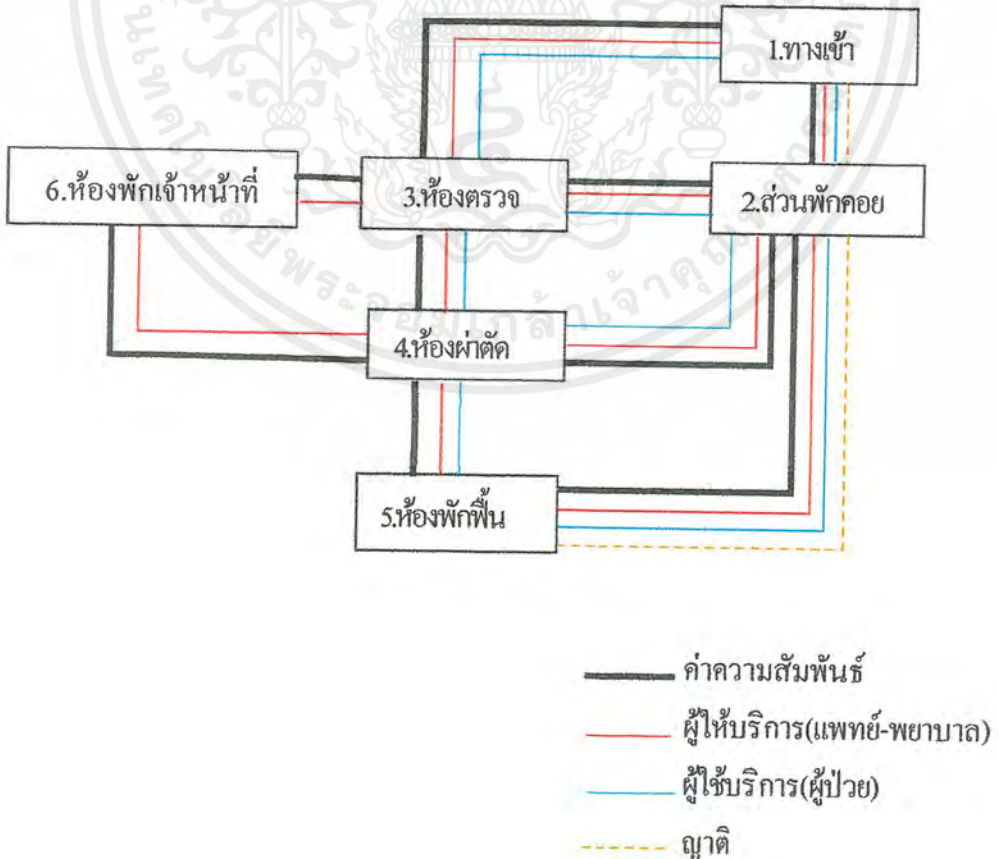 1.ทางเข้า
6.ห้องพักเจ้าหน้าที่
3.ห้องตรวจ
2.ส่วนพักคอย
4.ห้องผ่าตัด
5.ห้องพักฟื้น
ค่าความสัมพันธ์
ผู้ให้บริการ(แพทย์-พยาบาล)
ผู้ใช้บริการ(ผู้ป่วย)
ญาติ